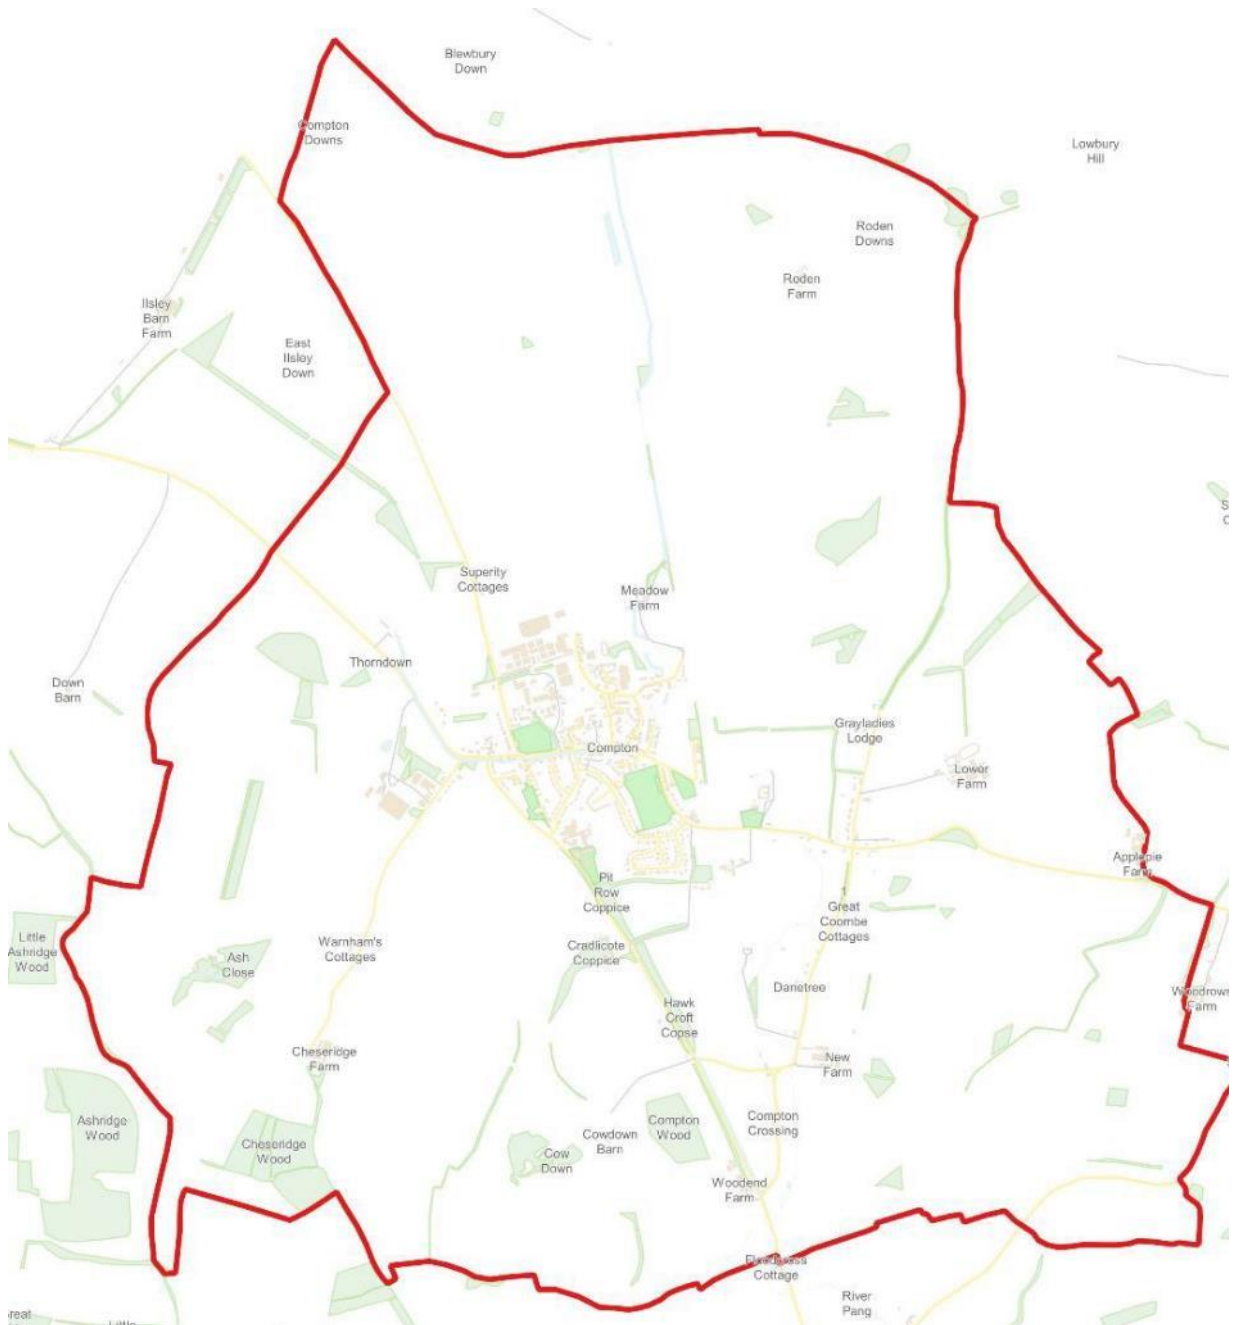 Blewbury
Down
Compton
Downs
Lowbury
Hill
Roden
Downs
Roden
Farm
Ilsley
Barn
Farm
East
Ilsley
Down
Superity
Cottages
Meadow
Farm
Thorndown
Down
Barn
Grayladies
Lodge
Compton
Lower
Farm
Applepie
Farm
Pit
Row
Coppice
1
Great
Coombe
Cottages
Little
Ashridge
Wood
Warnham's
Cottages
Ash
Close
Cradlicote
Coppice
Danetree
Woodrows
Farm
Hawk
Croft
Copse
Cheseridge
Farm
New
Farm
Ashridge
Wood
Cheseridge
Wood
Compton
Wood
Compton
Crossing
Cowdown
Barn
Cow
Down
Woodend
Farm
Cottage
River
Pang